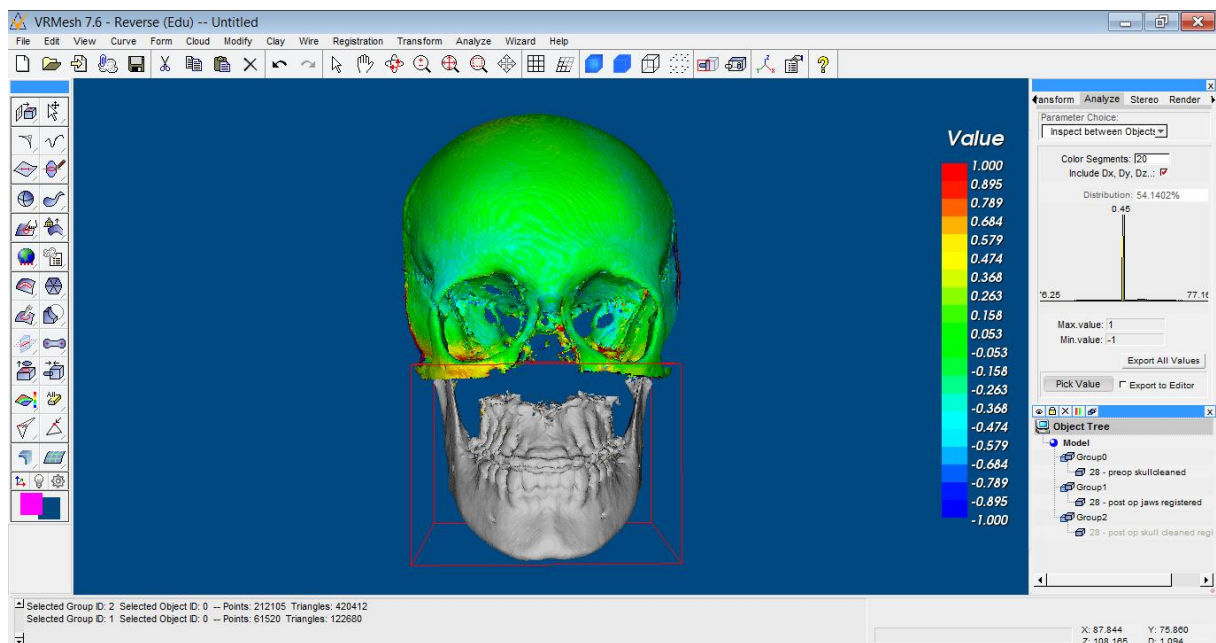 VRMesh 7.6 - Reverse (Edu) -- Untitled
File Edit View Curve Form Cloud Modify Clay Wire Registration Transform Analyze Wizard Help
ansform Analyze Stereo Render
Parameter Choice:
Inspect between Objects
Color Segments: 20
Include Dx, Dy, Dz..:
Distribution: 54.1402%
0.45
77.16
Max.value: 1
Min.value: -1
Export All Values
Pick Value Export to Editor
Value
1.000
0.895
0.789
0.684
0.579
0.474
0.368
0.263
0.158
0.053
-0.053
-0.158
-0.263
-0.368
-0.474
-0.579
-0.684
-0.789
-0.895
-1.000
Object Tree
Model
Group0
28 - preop skullcleaned
Group1
28 - post op jaws registered
Group2
28 - post op skull cleaned regi
Selected Group ID: 2 Selected Object ID: 0 -- Points: 212105 Triangles: 420412
Selected Group ID: 1 Selected Object ID: 0 -- Points: 61520 Triangles: 122680
X: 87.844 Y: 75.860
Z: 108.165 D: 1.094